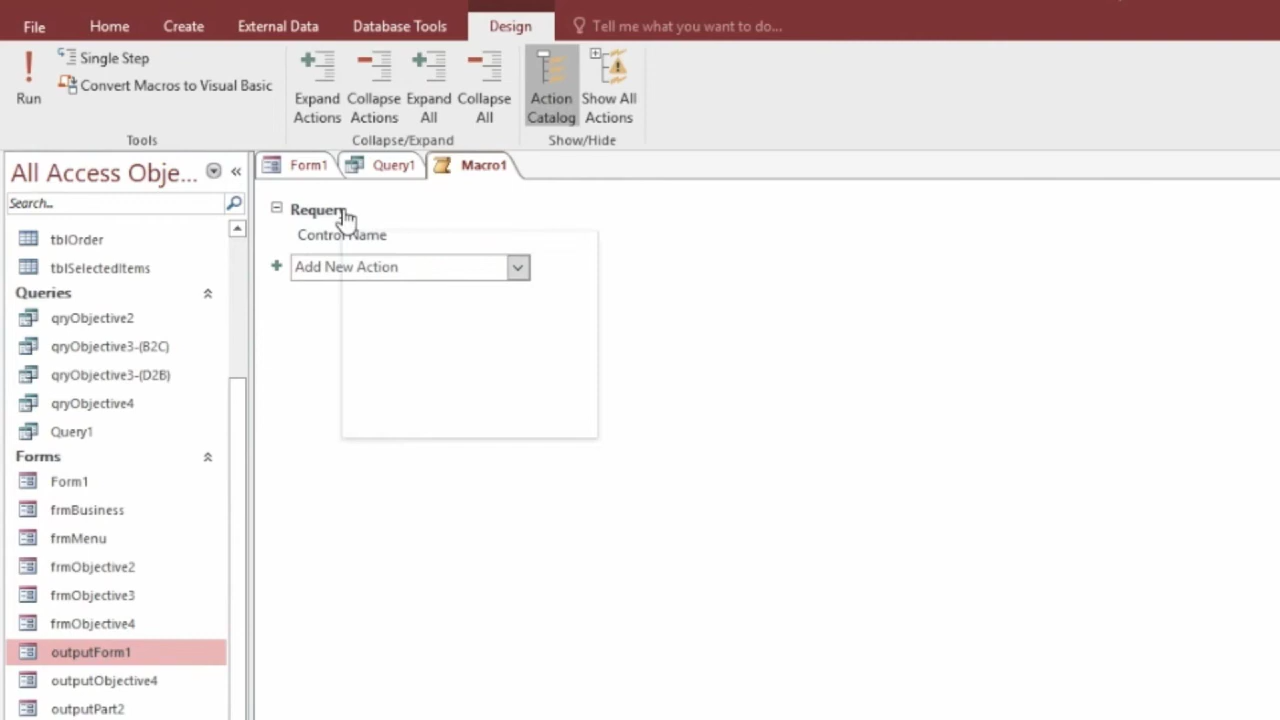 File Home Create External Data Database Tools Design Tell me what you want to do...
Run
Single Step
Convert Macros to Visual Basic
Expand Actions
Collapse Actions
Expand All
Collapse All
Action Catalog
Show All Actions
Tools Collapse/Expand Show/Hide
All Access Obje...
Search...
tblOrder
tblSelectedItems
Queries
qryObjective2
qryObjective3-(B2C)
qryObjective3-(D2B)
qryObjective4
Query1
Forms
Form1
frmBusiness
frmMenu
frmObjective2
frmObjective3
frmObjective4
outputForm1
outputObjective4
outputPart2
Form1 Query1 Macro1
Requery
Control Name
Add New Action